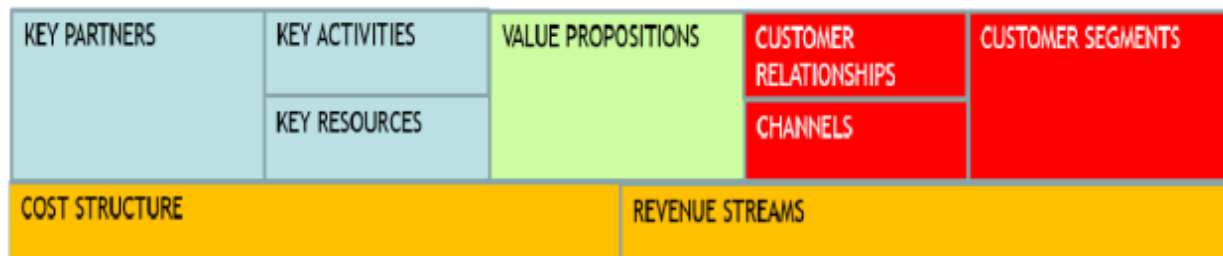 KEY PARTNERS
KEY ACTIVITIES
KEY RESOURCES
VALUE PROPOSITIONS
CUSTOMER
RELATIONSHIPS
CHANNELS
CUSTOMER SEGMENTS
COST STRUCTURE
REVENUE STREAMS